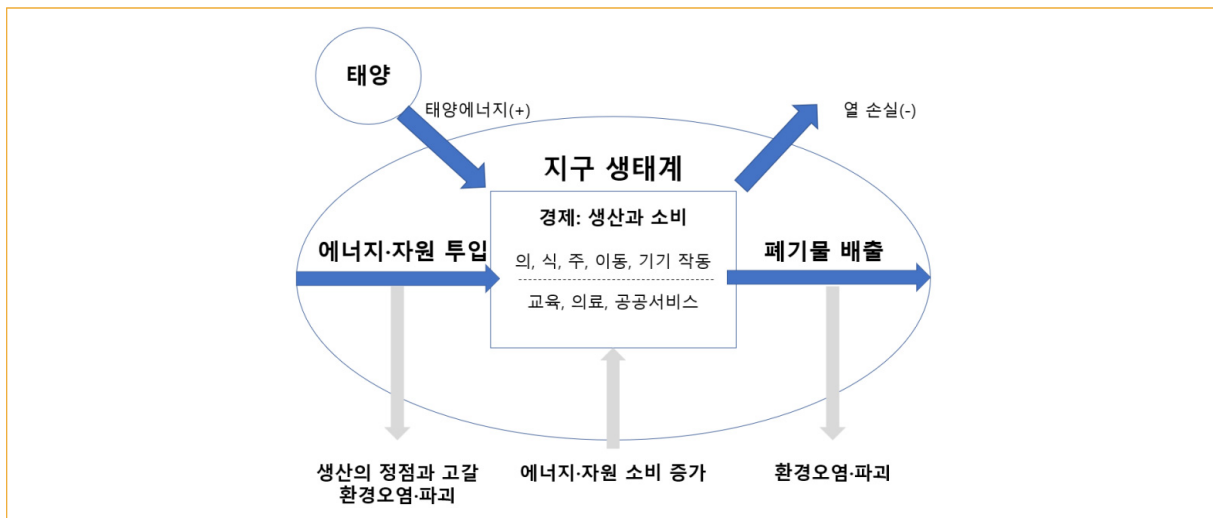 태양
태양에너지(+)
열 손실(-)
지구 생태계
경제: 생산과 소비
에너지·자원 투입
의, 식, 주, 이동, 기기 작동
폐기물 배출
교육, 의료, 공공서비스
생산의 정점과 고갈
환경오염·파괴
에너지·자원 소비 증가
환경오염·파괴